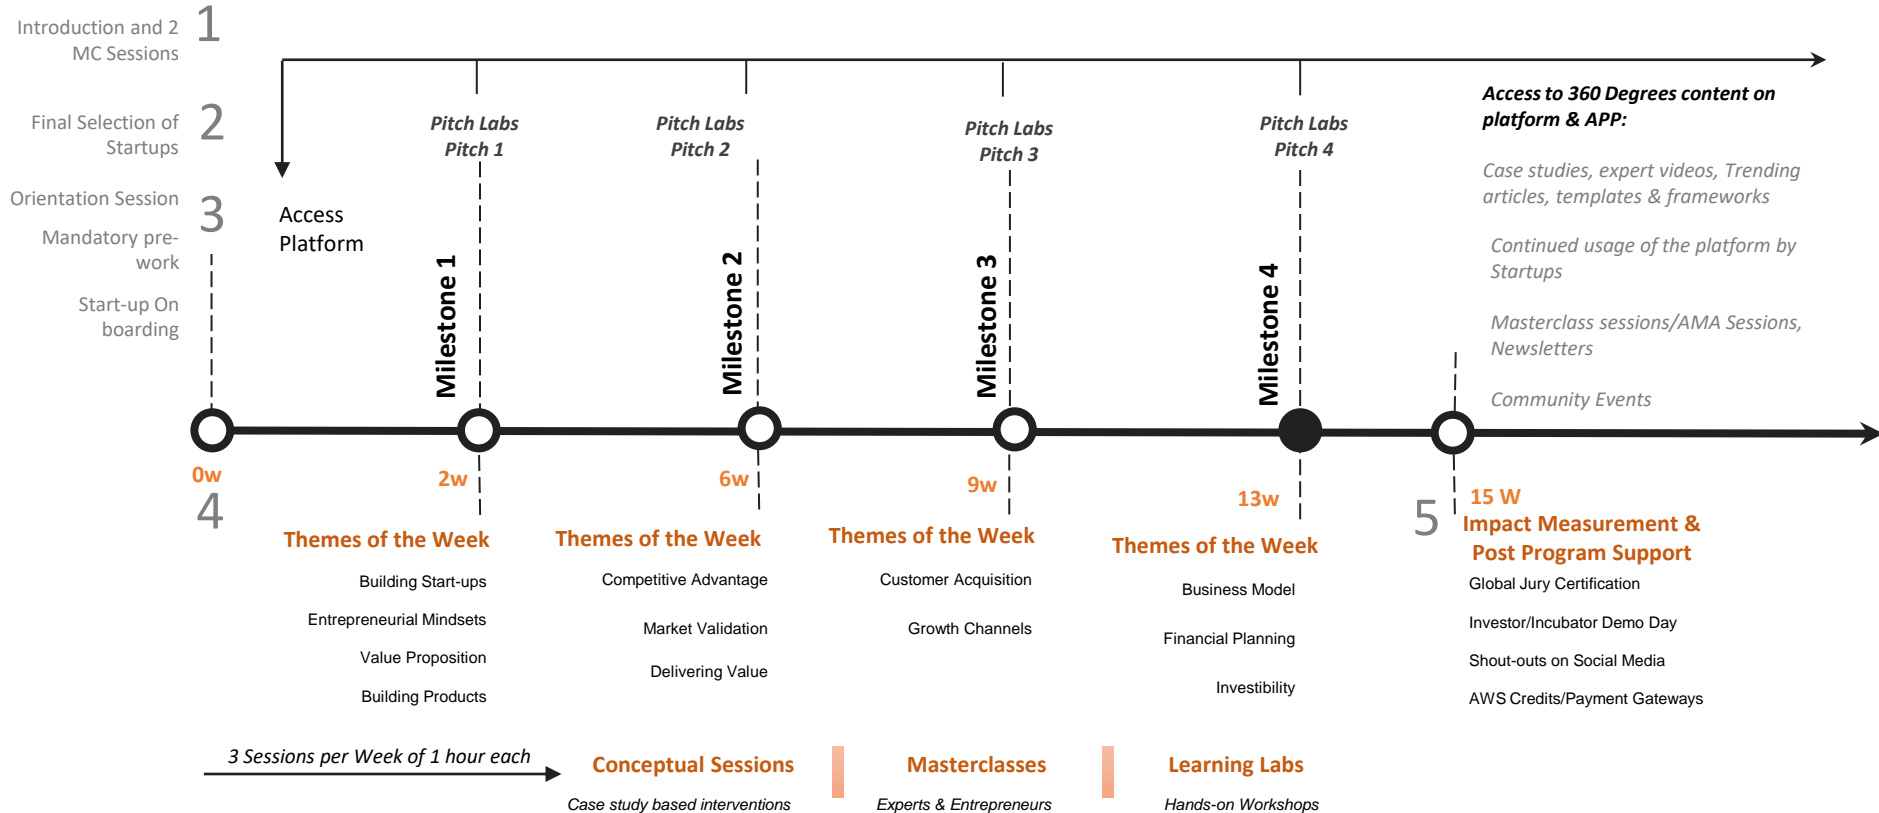 Introduction and 2
MC Sessions
1
Final Selection of
Startups
2
Orientation Session
3
Mandatory pre-
work
Start-up On
boarding
Access
Platform
Pitch Labs
Pitch 1
Pitch Labs
Pitch 2
Pitch Labs
Pitch 3
Pitch Labs
Pitch 4
Milestone 1
Milestone 2
Milestone 3
Milestone 4
Access to 360 Degrees content on
platform & APP:
Case studies, expert videos, Trending
articles, templates & frameworks
Continued usage of the platform by
Startups
Masterclass sessions/AMA Sessions,
Newsletters
Community Events
0w
4
2w
6w
9w
13w
15 W
5
Themes of the Week
Building Start-ups
Entrepreneurial Mindsets
Value Proposition
Building Products
Themes of the Week
Competitive Advantage
Market Validation
Delivering Value
Themes of the Week
Customer Acquisition
Growth Channels
Themes of the Week
Business Model
Financial Planning
Investibility
Impact Measurement &
Post Program Support
Global Jury Certification
Investor/Incubator Demo Day
Shout-outs on Social Media
AWS Credits/Payment Gateways
3 Sessions per Week of 1 hour each
Conceptual Sessions
Case study based interventions
Masterclasses
Experts & Entrepreneurs
Learning Labs
Hands-on Workshops